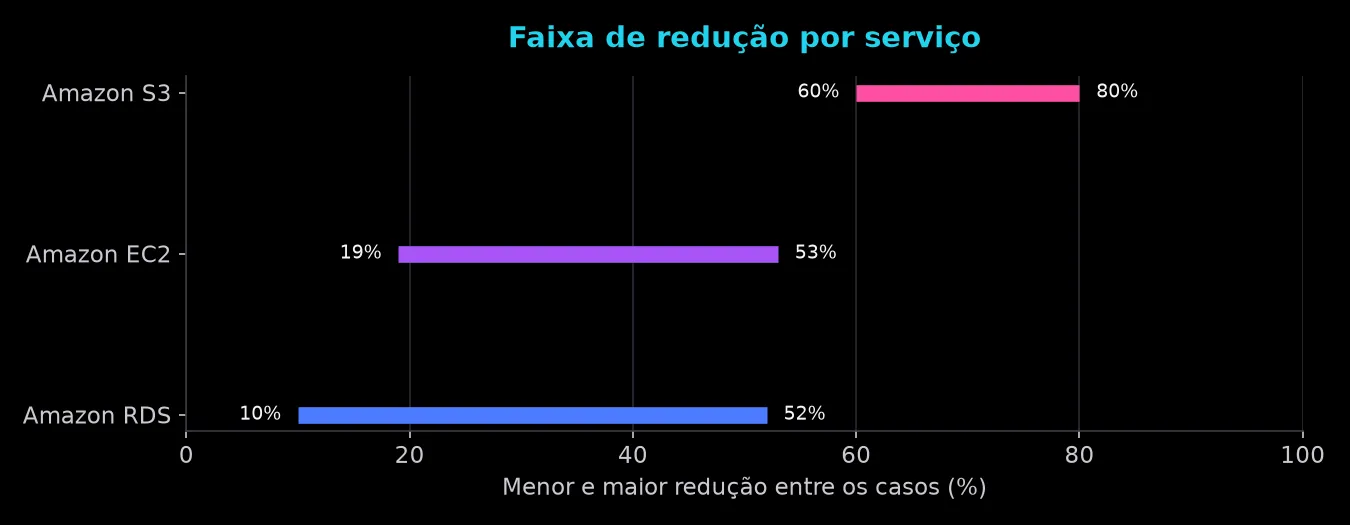 Faixa de redução por serviço
Amazon S3
60%
80%
Amazon EC2
19%
53%
Amazon RDS
10%
52%
0
20
40
60
80
100
Menor e maior redução entre os casos (%)